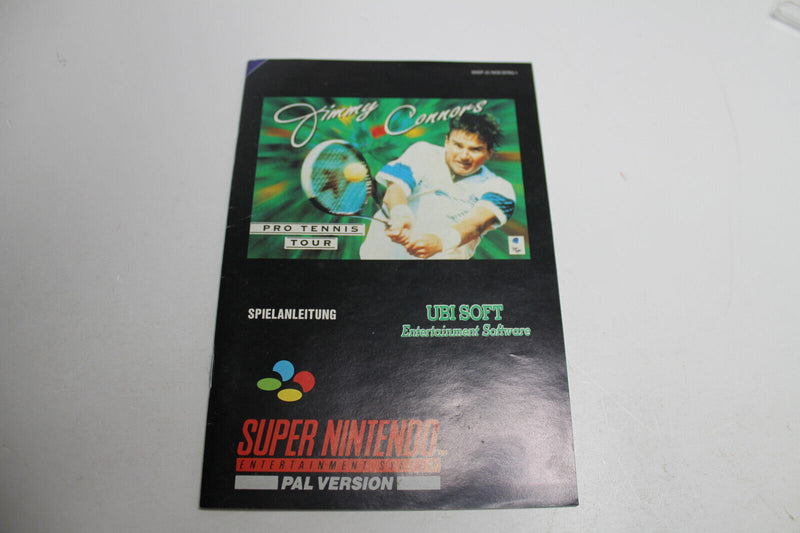 Jimmy Connors
PRO TENNIS
TOUR
SPIELANLEITUNG
UBI SOFT
Entertainment Software
SUPER NINTENDO
ENTERTAINMENT SYSTEM
PAL VERSION